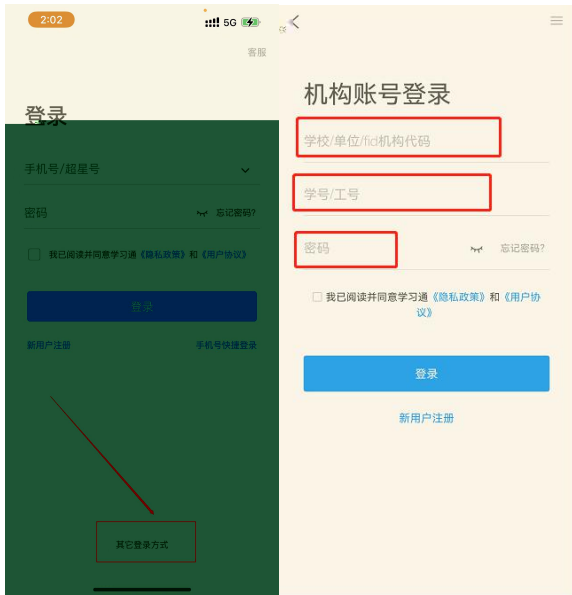 2:02
5G
客服
登录
手机号/超星号
密码
忘记密码?
我已阅读并同意学习通《隐私政策》和《用户协议》
登录
新用户注册
手机号快捷登录
其它登录方式
机构账号登录
学校/单位/fid机构代码
学号/工号
密码
忘记密码?
我已阅读并同意学习通《隐私政策》和《用户协
议》
登录
新用户注册